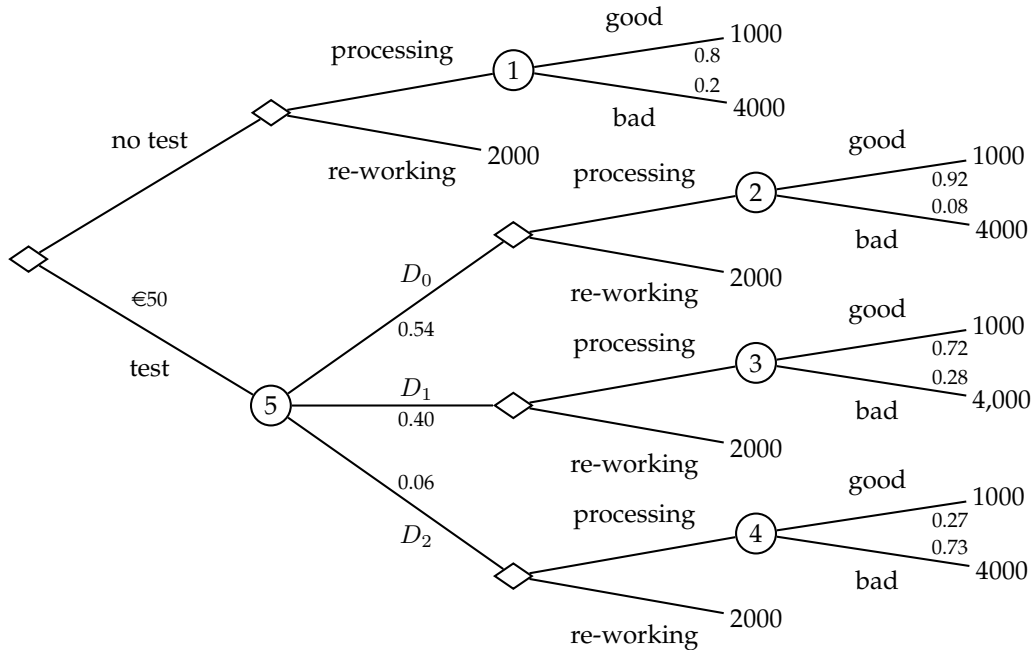 good
1000
processing
1
0.8
0.2
bad
4000
no test
re-working
2000
good
1000
processing
2
0.92
0.08
bad
4000
D₀
0.54
re-working
2000
€50
test
good
1000
processing
3
0.72
0.28
bad
4,000
5
D₁
0.40
re-working
2000
good
1000
processing
4
0.27
0.73
bad
4000
0.06
D₂
re-working
2000